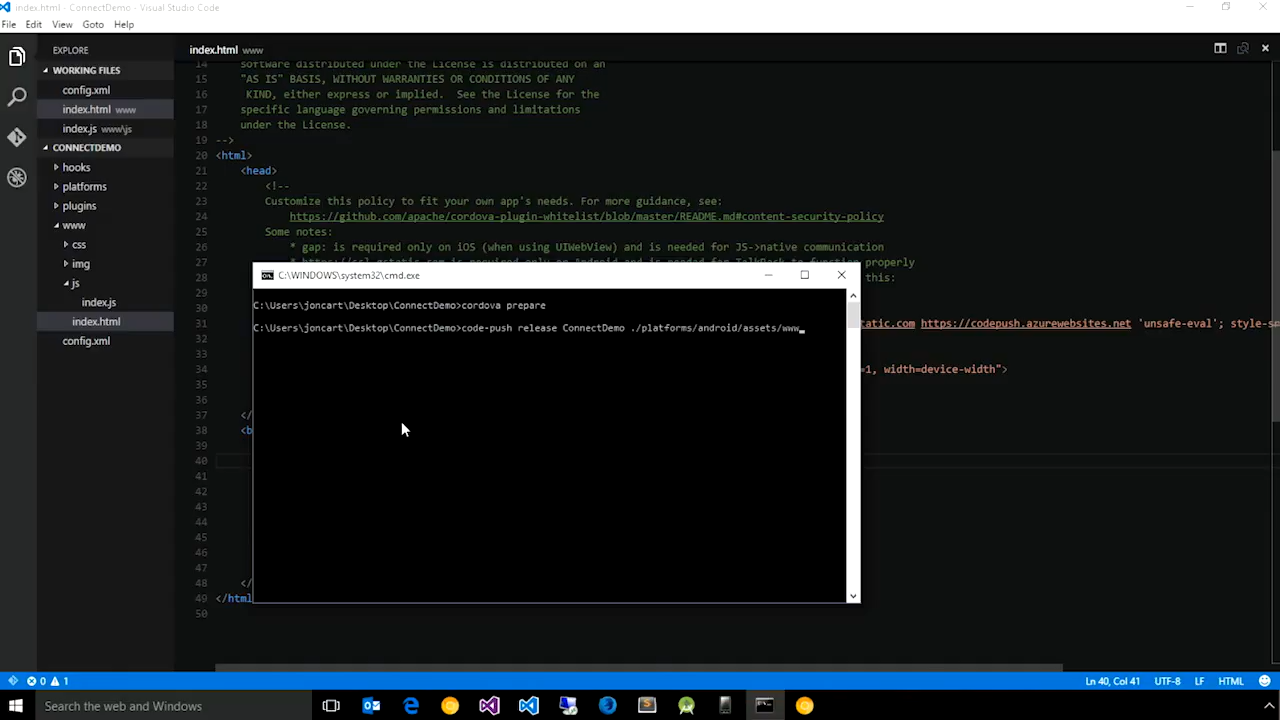 index.html - ConnectDemo - Visual Studio Code
File Edit View Goto Help
EXPLORE
WORKING FILES
config.xml
index.html www
index.js www\js
CONNECTDEMO
hooks
platforms
plugins
www
css
img
js
index.js
index.html
config.xml
index.html www
14 software distributed under the License is distributed on an
15 "AS IS" BASIS, WITHOUT WARRANTIES OR CONDITIONS OF ANY
16 KIND, either express or implied. See the License for the
17 specific language governing permissions and limitations
18 under the License.
19 -->
20 <html>
21 <head>
22 <!--
23 Customize this policy to fit your own app's needs. For more guidance, see:
24 https://github.com/apache/cordova-plugin-whitelist/blob/master/README.md#content-security-policy
25 Some notes:
26 * gap: is required only on iOS (when using UIWebView) and is needed for JS->native communication
27
28 this:
29
30
31 static.com https://codepush.azurewebsites.net 'unsafe-eval'; style-s
32
33
34 =1, width=device-width">
35
36
37 </
38 <b
39
40
41
42
43
44
45
46
47
48 </
49 </html
50
C:\WINDOWS\system32\cmd.exe
C:\Users\joncart\Desktop\ConnectDemo>cordova prepare
C:\Users\joncart\Desktop\ConnectDemo>code-push release ConnectDemo ./platforms/android/assets/www_
0 1
Ln 40, Col 41 UTF-8 LF HTML
Search the web and Windows